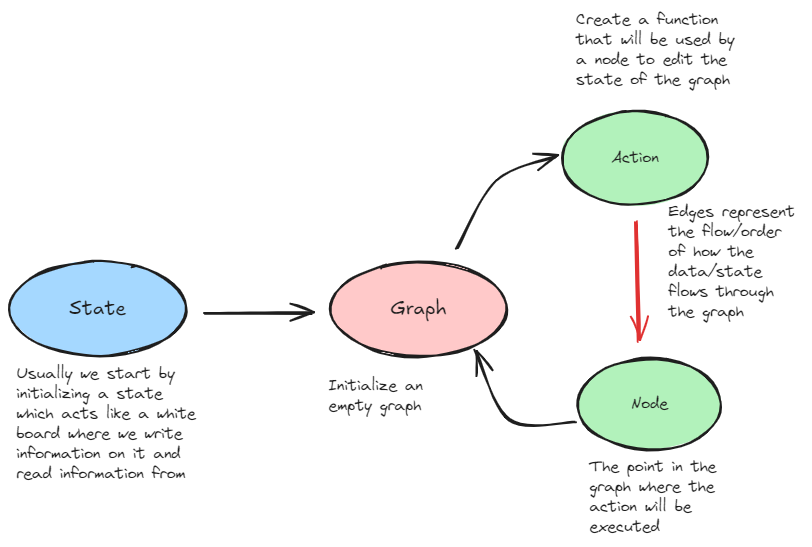 Create a function
that will be used by
a node to edit the
state of the graph
Action
Edges represent
the flow/order
of how the
data/state
flows through
the graph
State
Graph
Usually we start by
initializing a state
which acts like a white
board where we write
information on it and
read information from
Initialize an
empty graph
Node
The point in the
graph where the
action will be
executed